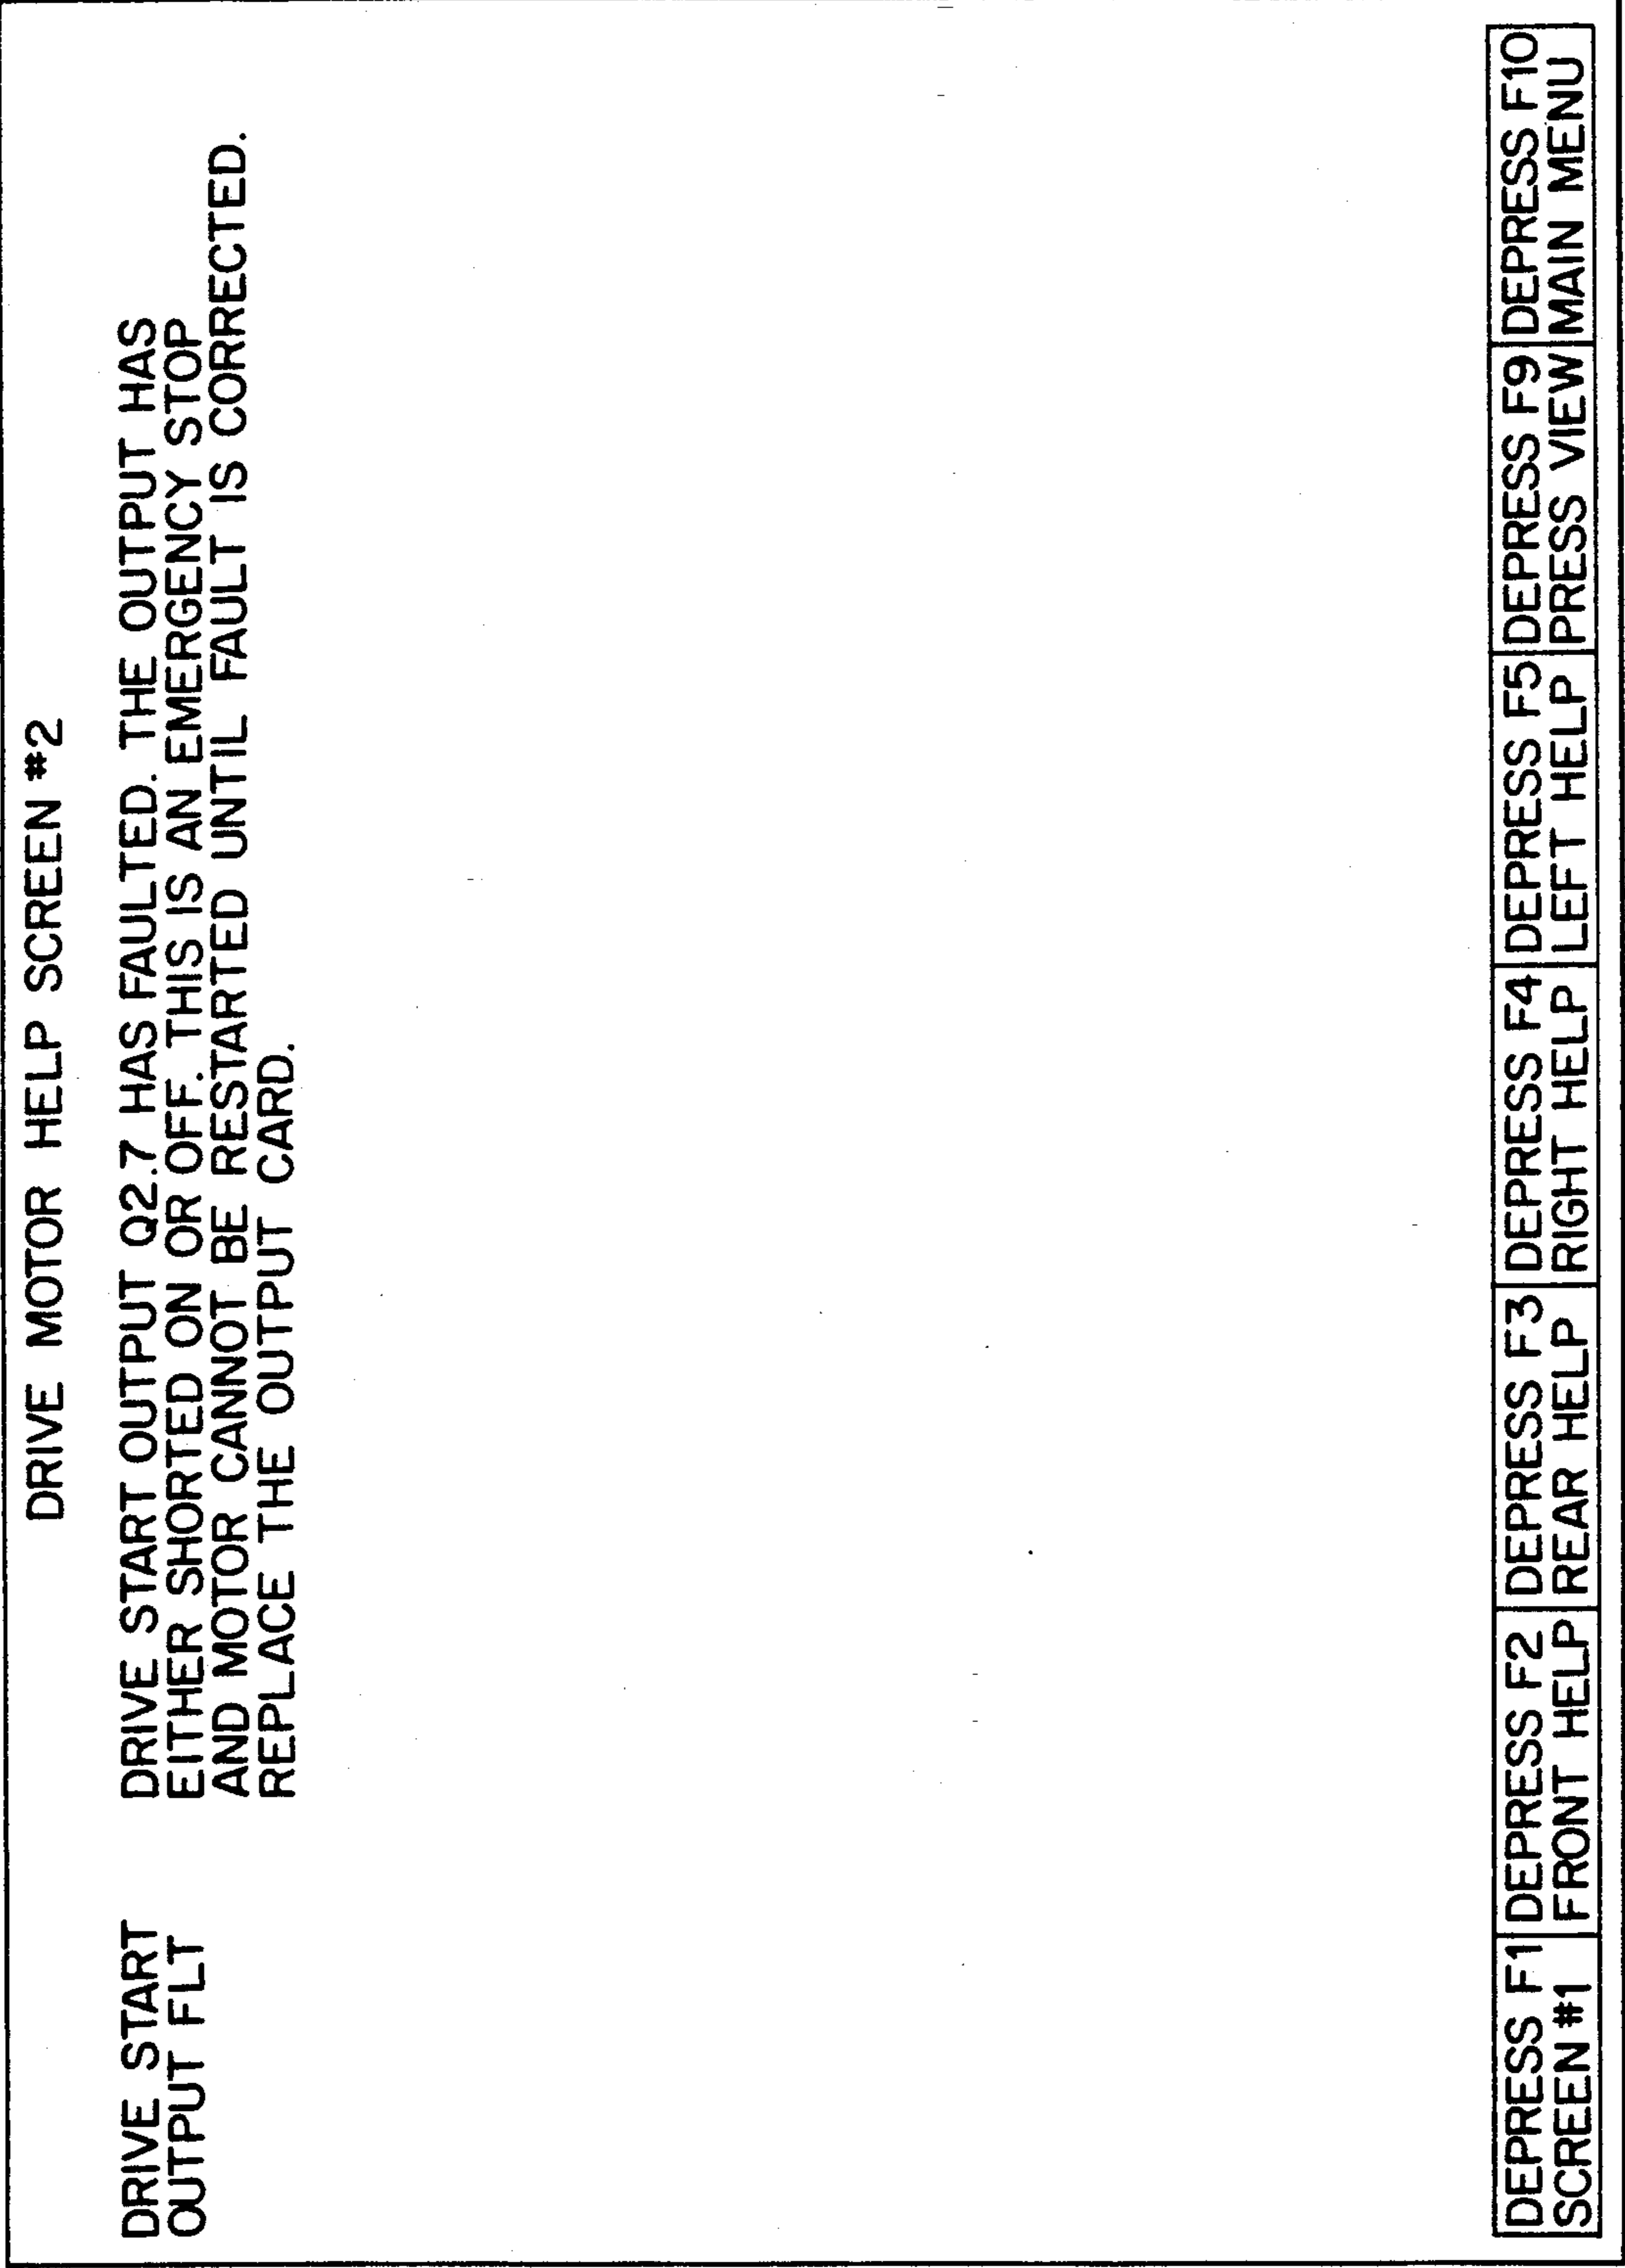 DRIVE MOTOR HELP SCREEN #2
DRIVE START DRIVE START OUTPUT Q2.7 HAS FAULTED. THE OUTPUT HAS
OUTPUT FLT EITHER SHORTED ON OR OFF. THIS IS AN EMERGENCY STOP
AND MOTOR CANNOT BE RESTARTED UNTIL FAULT IS CORRECTED.
REPLACE THE OUTPUT CARD.
DEPRESS F1 DEPRESS F2 DEPRESS F3 DEPRESS F4 DEPRESS F5 DEPRESS F9 DEPRESS F10
SCREEN #1 FRONT HELP REAR HELP RIGHT HELP LEFT HELP PRESS VIEW MAIN MENU